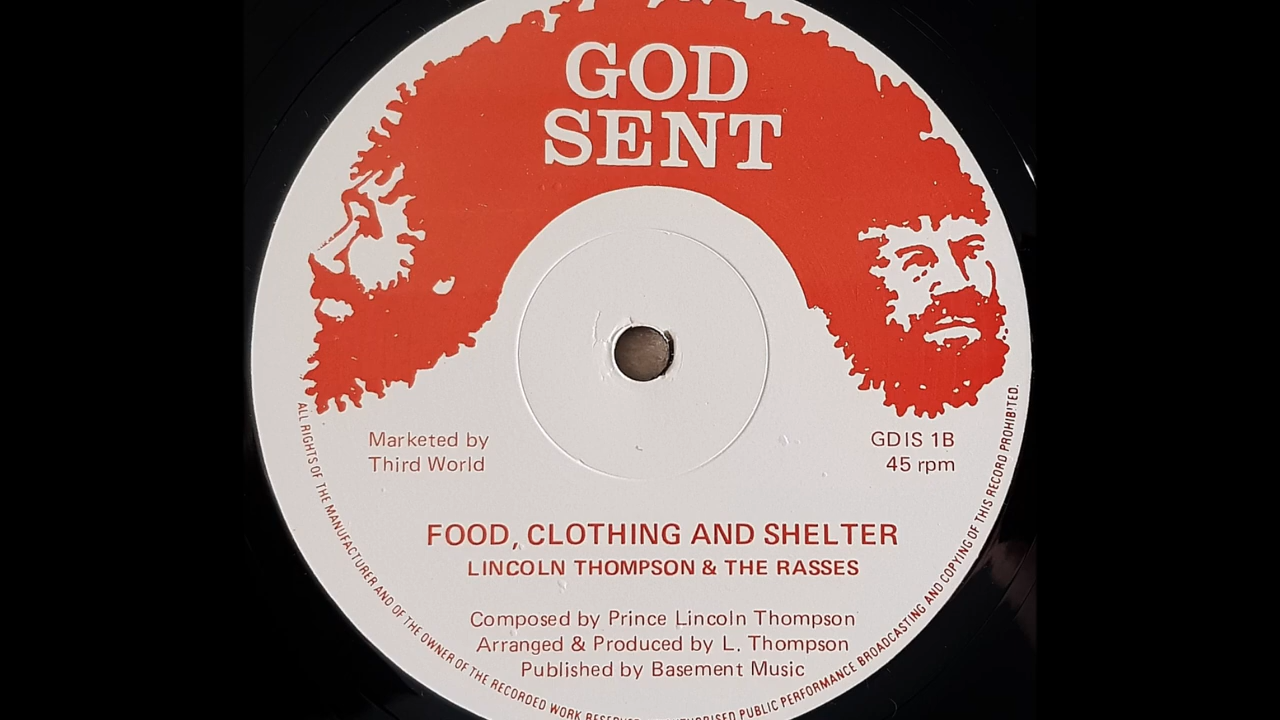 GOD
SENT
Marketed by
Third World
GDIS 1B
45 rpm
FOOD, CLOTHING AND SHELTER
LINCOLN THOMPSON & THE RASSES
Composed by Prince Lincoln Thompson
Arranged & Produced by L. Thompson
Published by Basement Music
ALL RIGHTS OF THE MANUFACTURER AND OF THE OWNER OF THE RECORDED WORK RESERVED PUBLIC PERFORMANCE BROADCASTING AND COPYING OF THIS RECORD PROHIBITED.